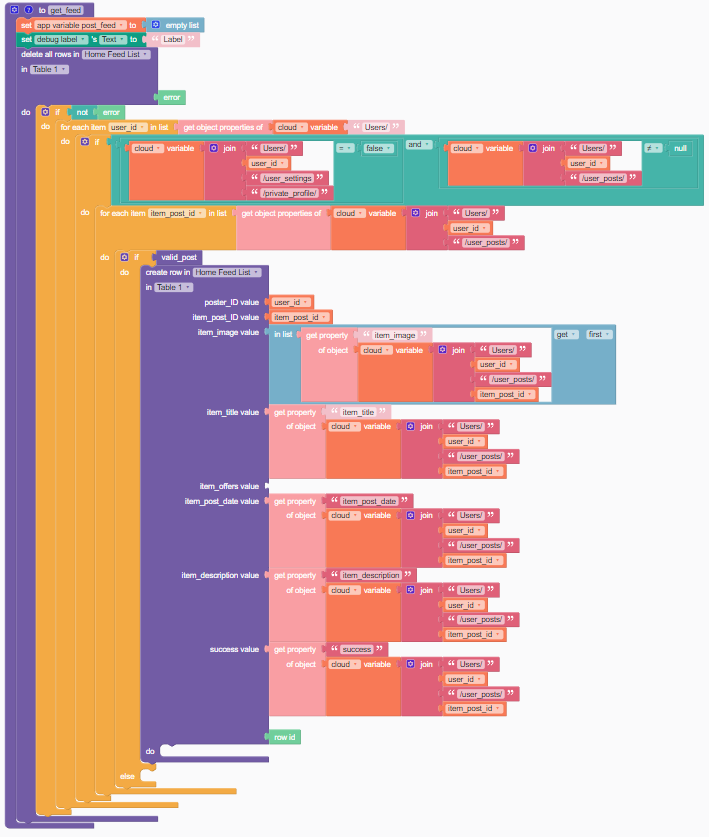 to get_feed
set app variable post_feed to empty list
set debug label 's Text to “ Label ”
delete all rows in Home Feed List
in Table 1
error
do if not error
do for each item user_id in list get object properties of cloud variable “ Users/ ”
do if cloud variable join “ Users/ ” = false and cloud variable join “ Users/ ” ≠ null
user_id user_id
“ /user_settings ” “ /user_posts/ ”
“ /private_profile/ ”
do for each item item_post_id in list get object properties of cloud variable join “ Users/ ”
user_id
“ /user_posts/ ”
do if valid_post
do create row in Home Feed List
in Table 1
poster_ID value user_id
item_post_ID value item_post_id
item_image value in list get property “ item_image ” get first
of object cloud variable join “ Users/ ”
user_id
“ /user_posts/ ”
item_post_id
item_title value get property “ item_title ”
of object cloud variable join “ Users/ ”
user_id
“ /user_posts/ ”
item_post_id
item_offers value
item_post_date value get property “ item_post_date ”
of object cloud variable join “ Users/ ”
user_id
“ /user_posts/ ”
item_post_id
item_description value get property “ item_description ”
of object cloud variable join “ Users/ ”
user_id
“ /user_posts/ ”
item_post_id
success value get property “ success ”
of object cloud variable join “ Users/ ”
user_id
“ /user_posts/ ”
item_post_id
row id
do
else